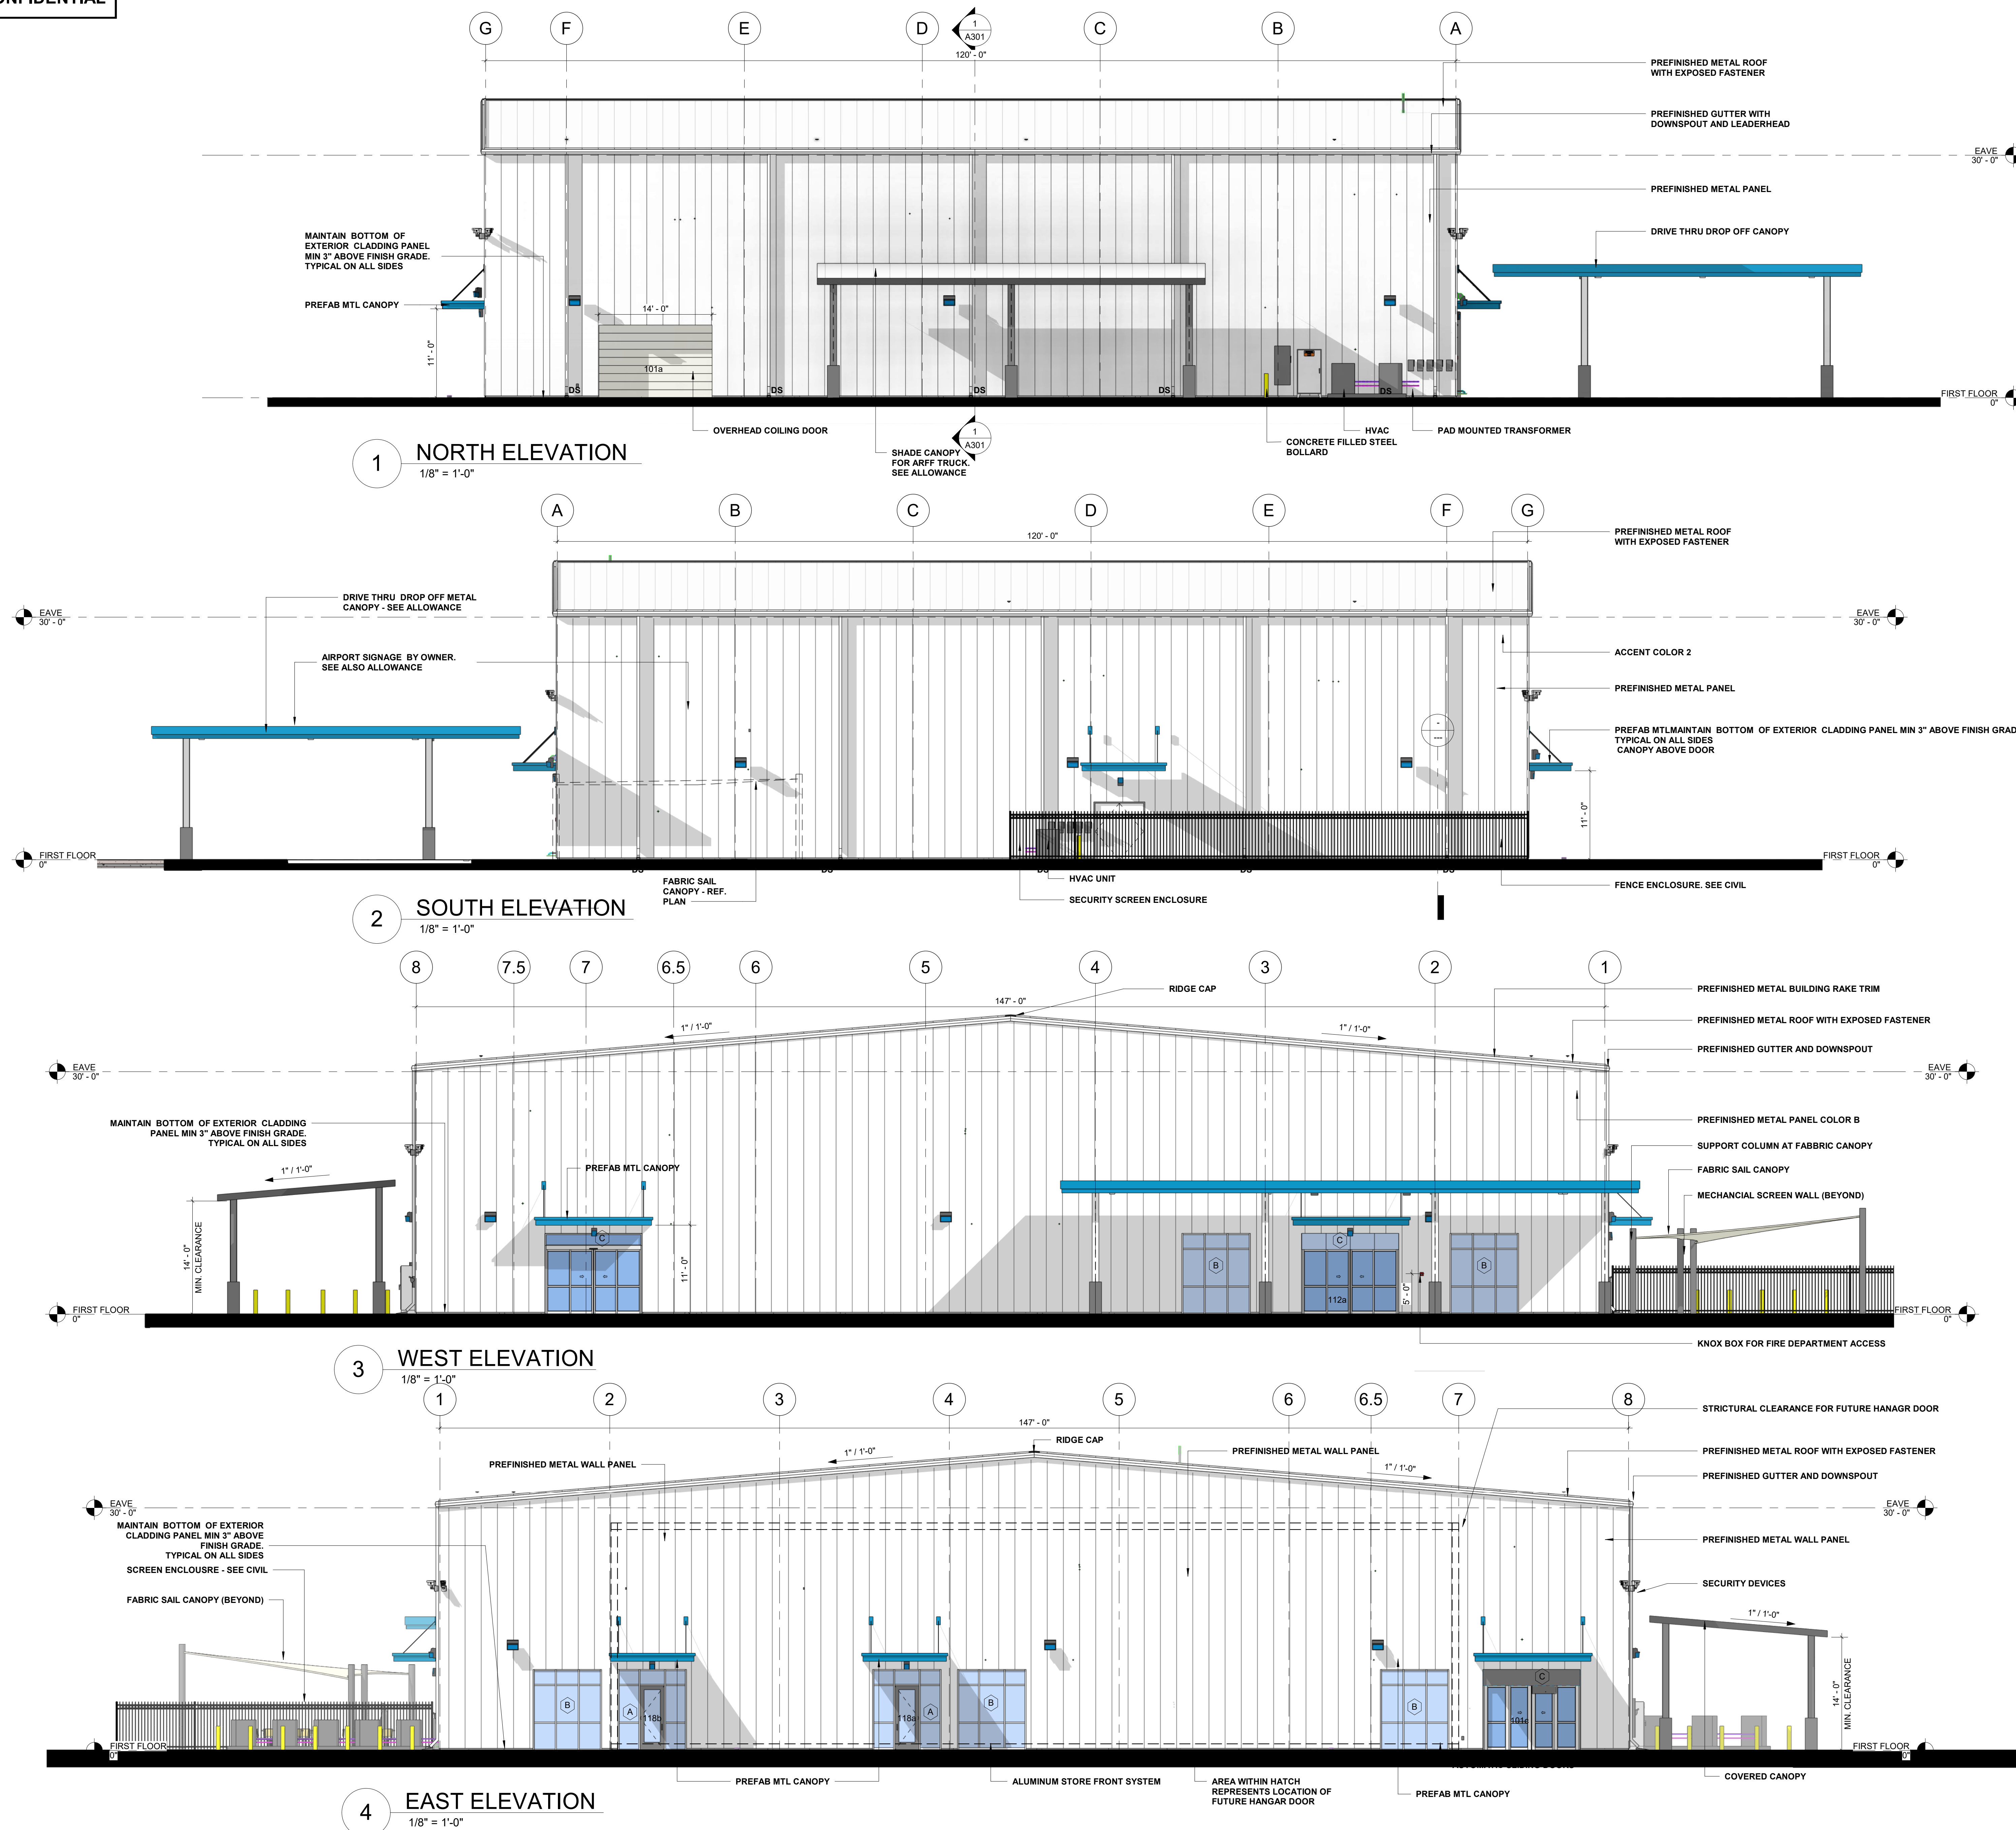 G
F
E
D
1
A301
C
B
A
120' - 0"
PREFINISHED METAL ROOF
WITH EXPOSED FASTENER
PREFINISHED GUTTER WITH
DOWNSPOUT AND LEADERHEAD
EAVE
30' - 0"
PREFINISHED METAL PANEL
DRIVE THRU DROP OFF CANOPY
MAINTAIN BOTTOM OF
EXTERIOR CLADDING PANEL
MIN 3" ABOVE FINISH GRADE.
TYPICAL ON ALL SIDES
PREFAB MTL CANOPY
14' - 0"
11' - 0"
101a
DS
DS
DS
DS
DS
FIRST FLOOR
0"
OVERHEAD COILING DOOR
SHADE CANOPY
FOR ARFF TRUCK.
SEE ALLOWANCE
1
A301
CONCRETE FILLED STEEL
BOLLARD
HVAC
PAD MOUNTED TRANSFORMER
1
NORTH ELEVATION
1/8" = 1'-0"
A
B
C
D
E
F
G
120' - 0"
PREFINISHED METAL ROOF
WITH EXPOSED FASTENER
DRIVE THRU DROP OFF METAL
CANOPY - SEE ALLOWANCE
EAVE
30' - 0"
EAVE
30' - 0"
AIRPORT SIGNAGE BY OWNER.
SEE ALSO ALLOWANCE
ACCENT COLOR 2
PREFINISHED METAL PANEL
-
---
PREFAB MTLMAINTAIN BOTTOM OF EXTERIOR CLADDING PANEL MIN 3" ABOVE FINISH GRAD
TYPICAL ON ALL SIDES
CANOPY ABOVE DOOR
11' - 0"
FIRST FLOOR
0"
FIRST FLOOR
0"
DS
DS
DS
DS
DS
FABRIC SAIL
CANOPY - REF.
PLAN
HVAC UNIT
SECURITY SCREEN ENCLOSURE
FENCE ENCLOSURE. SEE CIVIL
2
SOUTH ELEVATION
1/8" = 1'-0"
8
7.5
7
6.5
6
5
4
3
2
1
RIDGE CAP
147' - 0"
PREFINISHED METAL BUILDING RAKE TRIM
1" / 1'-0"
1" / 1'-0"
PREFINISHED METAL ROOF WITH EXPOSED FASTENER
PREFINISHED GUTTER AND DOWNSPOUT
EAVE
30' - 0"
EAVE
30' - 0"
MAINTAIN BOTTOM OF EXTERIOR CLADDING
PANEL MIN 3" ABOVE FINISH GRADE.
TYPICAL ON ALL SIDES
PREFINISHED METAL PANEL COLOR B
SUPPORT COLUMN AT FABBRIC CANOPY
1" / 1'-0"
PREFAB MTL CANOPY
FABRIC SAIL CANOPY
MECHANCIAL SCREEN WALL (BEYOND)
14' - 0"
MIN. CLEARANCE
C
11' - 0"
B
C
B
112a
5' - 0"
FIRST FLOOR
0"
FIRST FLOOR
0"
KNOX BOX FOR FIRE DEPARTMENT ACCESS
3
WEST ELEVATION
1/8" = 1'-0"
1
2
3
4
5
6
6.5
7
8
STRICTURAL CLEARANCE FOR FUTURE HANAGR DOOR
147' - 0"
RIDGE CAP
1" / 1'-0"
PREFINISHED METAL WALL PANEL
PREFINISHED METAL ROOF WITH EXPOSED FASTENER
PREFINISHED METAL WALL PANEL
1" / 1'-0"
PREFINISHED GUTTER AND DOWNSPOUT
EAVE
30' - 0"
EAVE
30' - 0"
MAINTAIN BOTTOM OF EXTERIOR
CLADDING PANEL MIN 3" ABOVE
FINISH GRADE.
TYPICAL ON ALL SIDES
PREFINISHED METAL WALL PANEL
SCREEN ENCLOUSRE - SEE CIVIL
SECURITY DEVICES
FABRIC SAIL CANOPY (BEYOND)
1" / 1'-0"
14' - 0"
MIN. CLEARANCE
B
A
118b
118a
A
B
B
C
101c
FIRST FLOOR
0"
FIRST FLOOR
0"
PREFAB MTL CANOPY
ALUMINUM STORE FRONT SYSTEM
AREA WITHIN HATCH
REPRESENTS LOCATION OF
FUTURE HANGAR DOOR
PREFAB MTL CANOPY
COVERED CANOPY
4
EAST ELEVATION
1/8" = 1'-0"